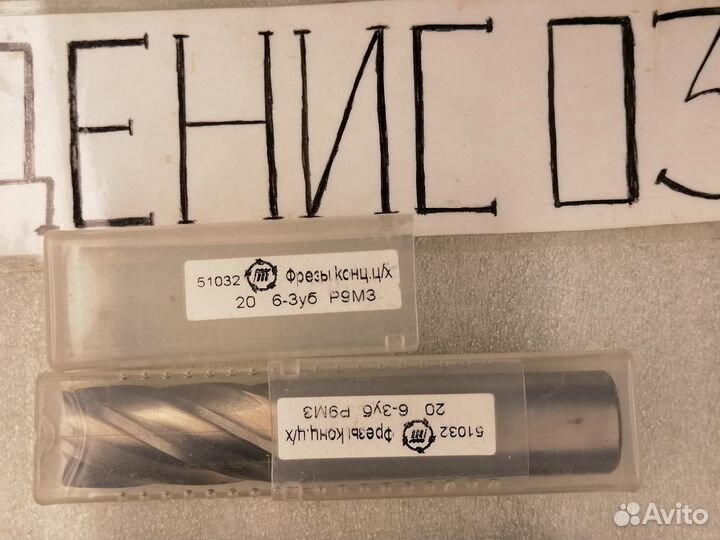 ДЕНИС 03
51032 Фрезы конц.ц/х
20 6-Зуб Р9М3
51032 Фрезы конц.ц/х
20 6-Зуб Р9М3
Avito